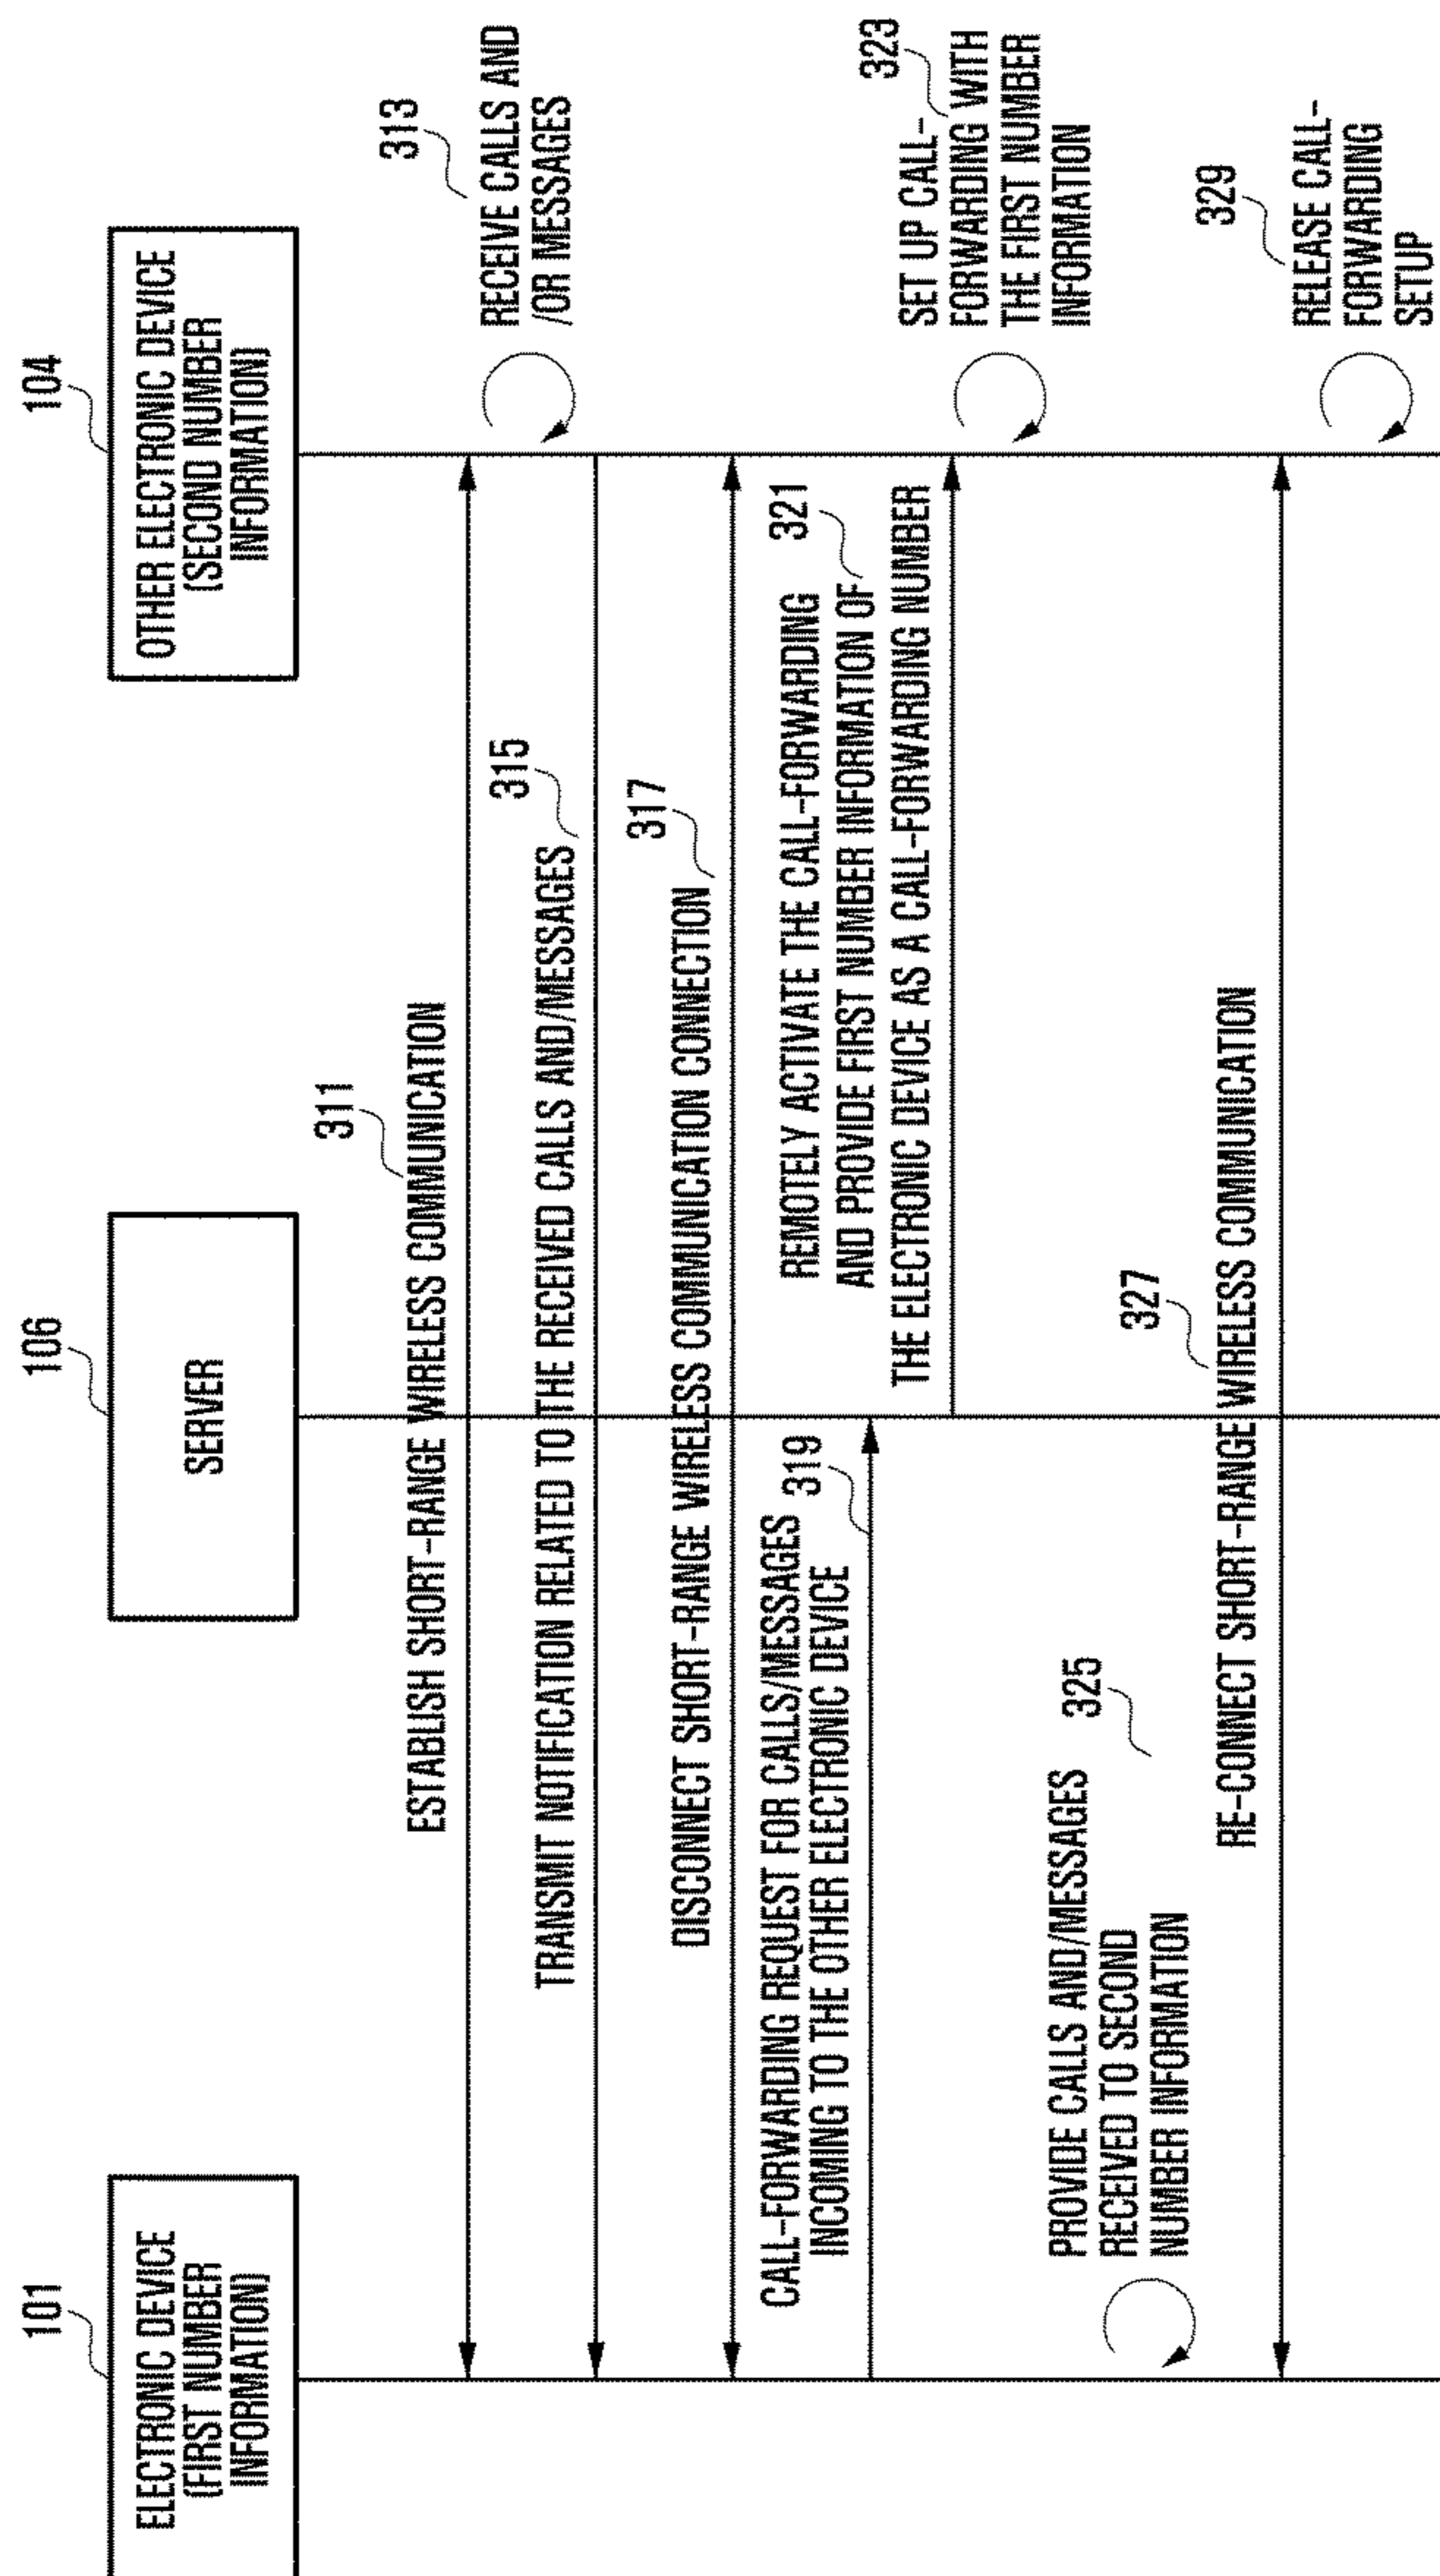 101
ELECTRONIC DEVICE
(FIRST NUMBER
INFORMATION)
106
SERVER
104
OTHER ELECTRONIC DEVICE
(SECOND NUMBER
INFORMATION)
311
ESTABLISH SHORT-RANGE WIRELESS COMMUNICATION
313
RECEIVE CALLS AND
/OR MESSAGES
315
TRANSMIT NOTIFICATION RELATED TO THE RECEIVED CALLS AND/MESSAGES
317
DISCONNECT SHORT-RANGE WIRELESS COMMUNICATION CONNECTION
CALL-FORWARDING REQUEST FOR CALLS/MESSAGES
INCOMING TO THE OTHER ELECTRONIC DEVICE
319
REMOTELY ACTIVATE THE CALL-FORWARDING
AND PROVIDE FIRST NUMBER INFORMATION OF
THE ELECTRONIC DEVICE AS A CALL-FORWARDING NUMBER
321
323
SET UP CALL-
FORWARDING WITH
THE FIRST NUMBER
INFORMATION
PROVIDE CALLS AND/MESSAGES
RECEIVED TO SECOND
NUMBER INFORMATION
325
327
RE-CONNECT SHORT-RANGE WIRELESS COMMUNICATION
329
RELEASE CALL-
FORWARDING
SETUP